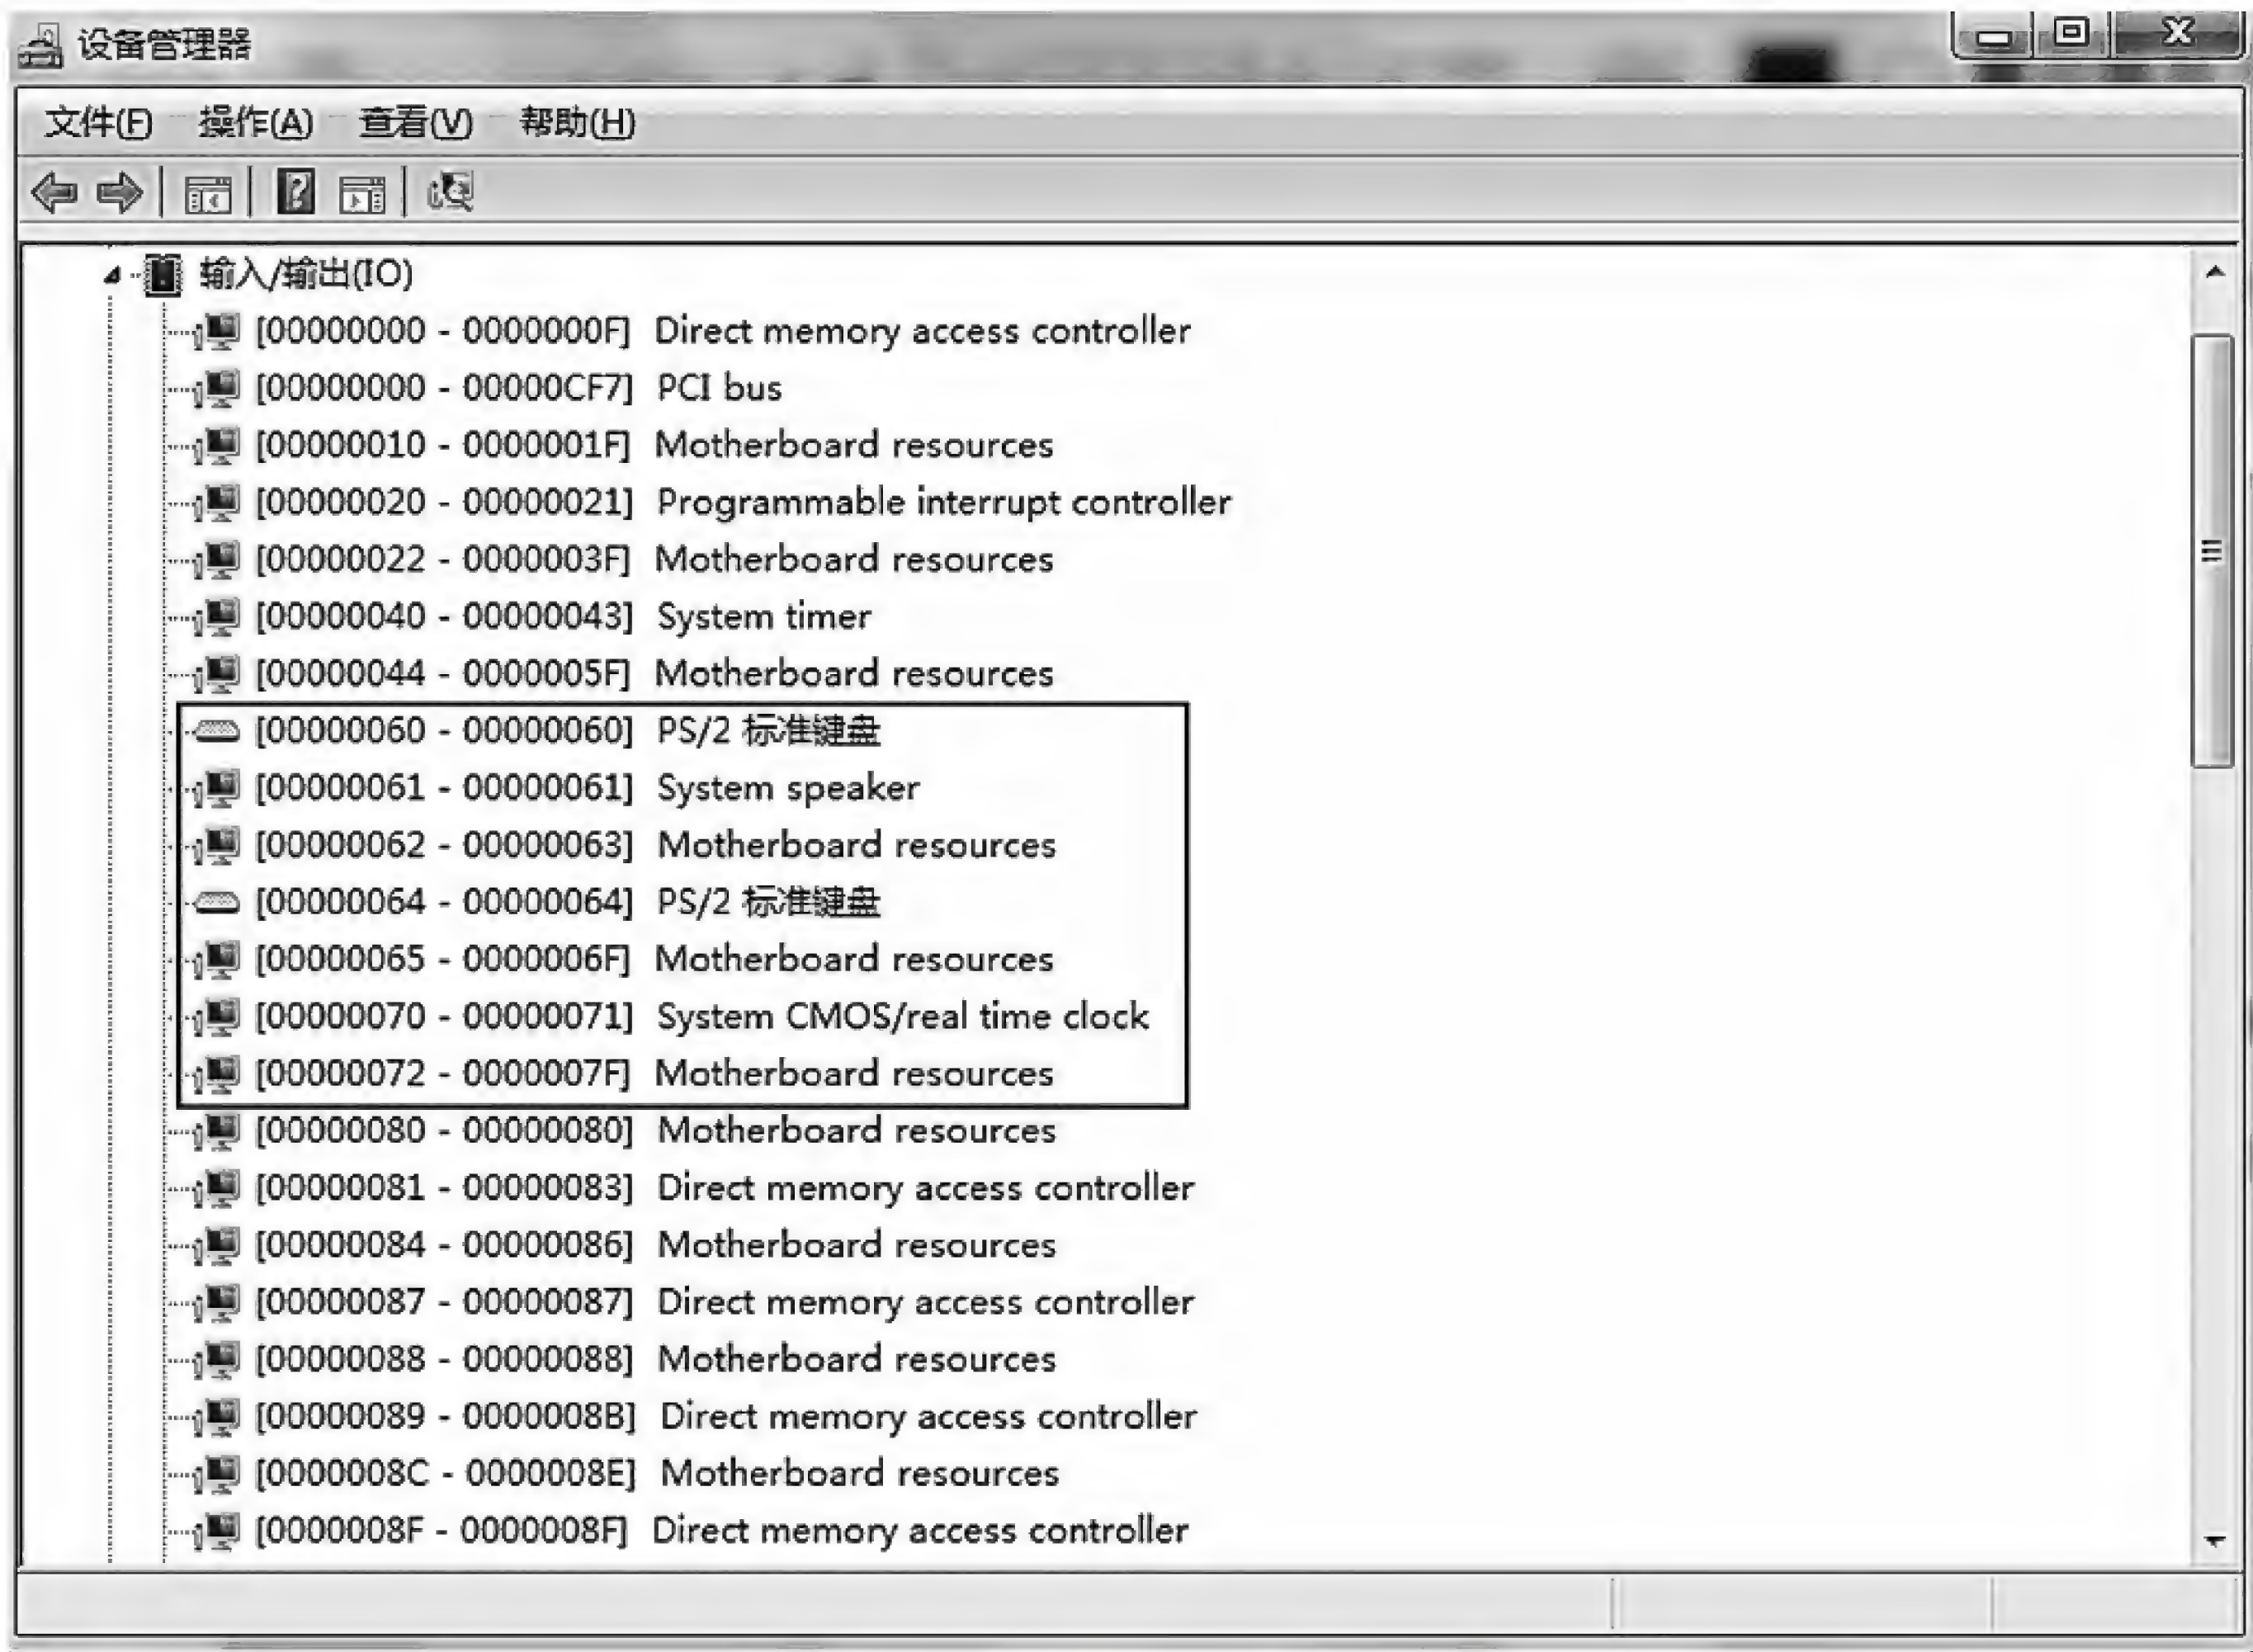 设备管理器
文件(F) 操作(A) 查看(V) 帮助(H)
输入/输出(IO)
[00000000 - 0000000F] Direct memory access controller
[00000000 - 00000CF7] PCI bus
[00000010 - 0000001F] Motherboard resources
[00000020 - 00000021] Programmable interrupt controller
[00000022 - 0000003F] Motherboard resources
[00000040 - 00000043] System timer
[00000044 - 0000005F] Motherboard resources
[00000060 - 00000060] PS/2 标准键盘
[00000061 - 00000061] System speaker
[00000062 - 00000063] Motherboard resources
[00000064 - 00000064] PS/2 标准键盘
[00000065 - 0000006F] Motherboard resources
[00000070 - 00000071] System CMOS/real time clock
[00000072 - 0000007F] Motherboard resources
[00000080 - 00000080] Motherboard resources
[00000081 - 00000083] Direct memory access controller
[00000084 - 00000086] Motherboard resources
[00000087 - 00000087] Direct memory access controller
[00000088 - 00000088] Motherboard resources
[00000089 - 0000008B] Direct memory access controller
[0000008C - 0000008E] Motherboard resources
[0000008F - 0000008F] Direct memory access controller